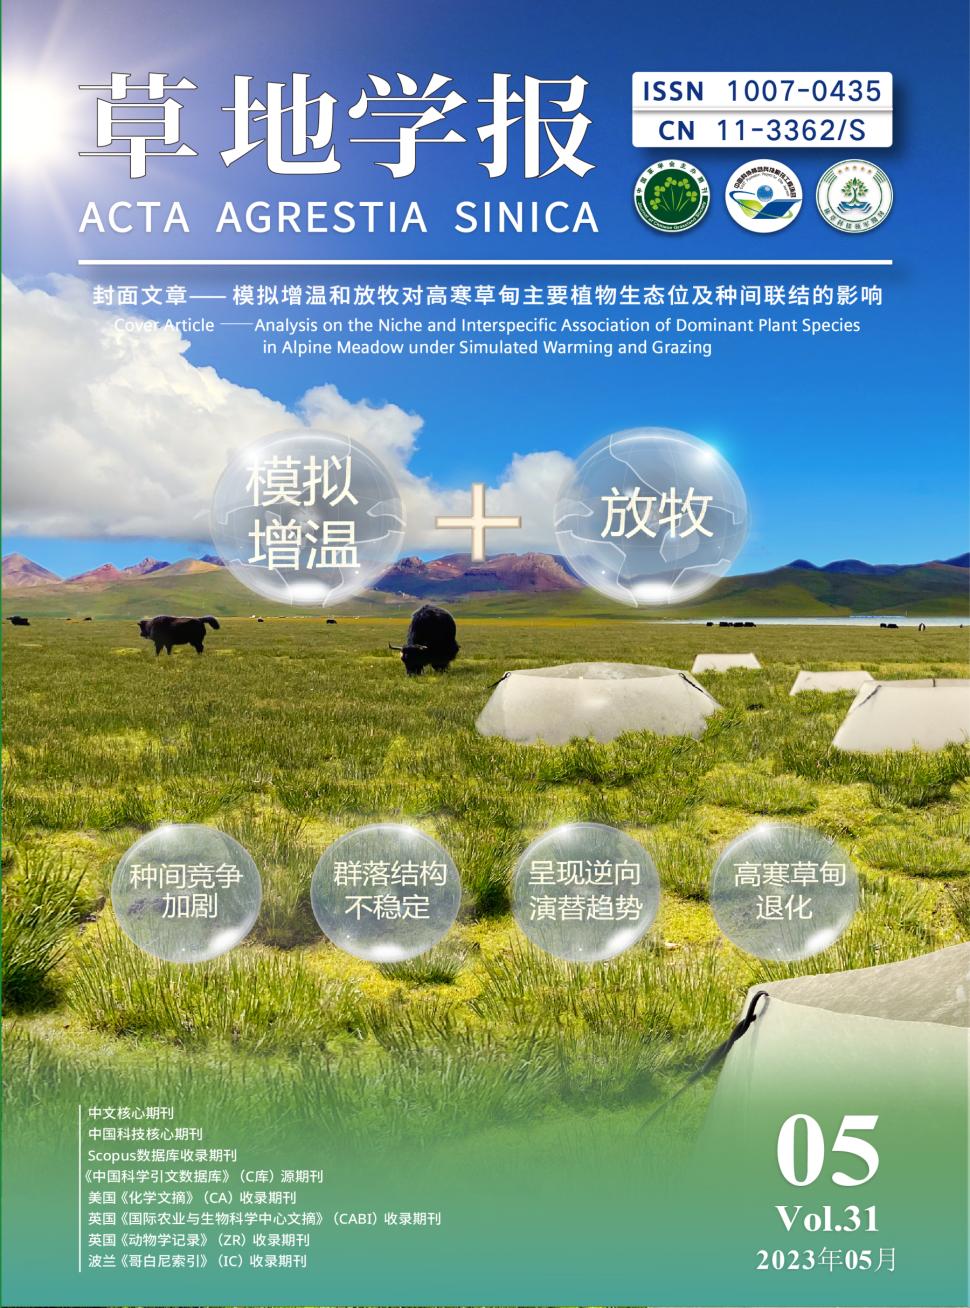 草地学报
ACTA AGRESTIA SINICA
ISSN 1007-0435
CN 11-3362/S
封面文章——模拟增温和放牧对高寒草甸主要植物生态位及种间联结的影响
Cover Article ——Analysis on the Niche and Interspecific Association of Dominant Plant Species
in Alpine Meadow under Simulated Warming and Grazing
模拟
增温
+
放牧
种间竞争
加剧
群落结构
不稳定
呈现逆向
演替趋势
高寒草甸
退化
中文核心期刊
中国科技核心期刊
Scopus数据库收录期刊
《中国科学引文数据库》（C库）源期刊
美国《化学文摘》（CA）收录期刊
英国《国际农业与生物科学中心文摘》（CABI）收录期刊
英国《动物学记录》（ZR）收录期刊
波兰《哥白尼索引》（IC）收录期刊
05
Vol.31
2023年05月